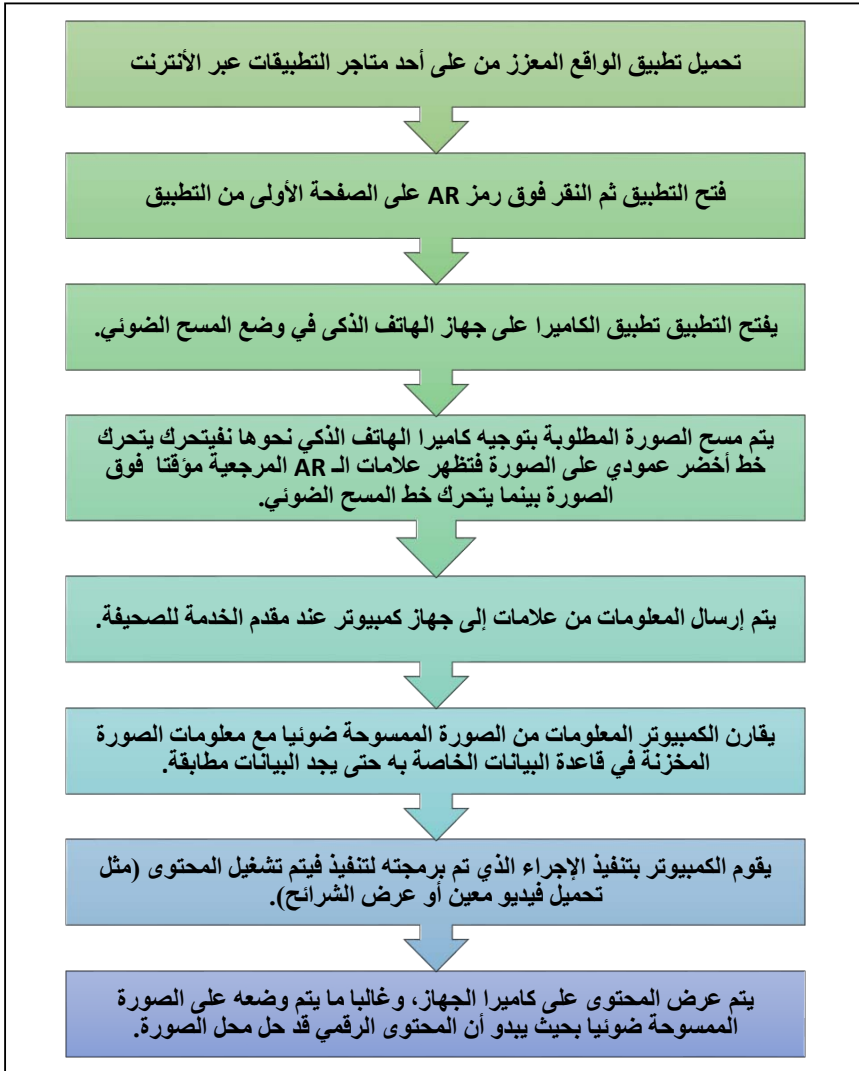 تحميل تطبيق الواقع المعزز من على أحد متاجر التطبيقات عبر الأنترنت
فتح التطبيق ثم النقر فوق رمز AR على الصفحة الأولى من التطبيق
يفتح التطبيق تطبيق الكاميرا على جهاز الهاتف الذكى في وضع المسح الضوئي.
يتم مسح الصورة المطلوبة بتوجيه كاميرا الهاتف الذكي نحوها نفيتحرك يتحرك
خط أخضر عمودي على الصورة فتظهر علامات الـ AR المرجعية مؤقتا فوق
الصورة بينما يتحرك خط المسح الضوئي.
يتم إرسال المعلومات من علامات إلى جهاز كمبيوتر عند مقدم الخدمة للصحيفة.
يقارن الكمبيوتر المعلومات من الصورة الممسوحة ضوئيا مع معلومات الصورة
المخزنة في قاعدة البيانات الخاصة به حتى يجد البيانات مطابقة.
يقوم الكمبيوتر بتنفيذ الإجراء الذي تم برمجته لتنفيذ فيتم تشغيل المحتوى (مثل
تحميل فيديو معين أو عرض الشرائح).
يتم عرض المحتوى على كاميرا الجهاز، وغالبا ما يتم وضعه على الصورة
الممسوحة ضوئيا بحيث يبدو أن المحتوى الرقمي قد حل محل الصورة.